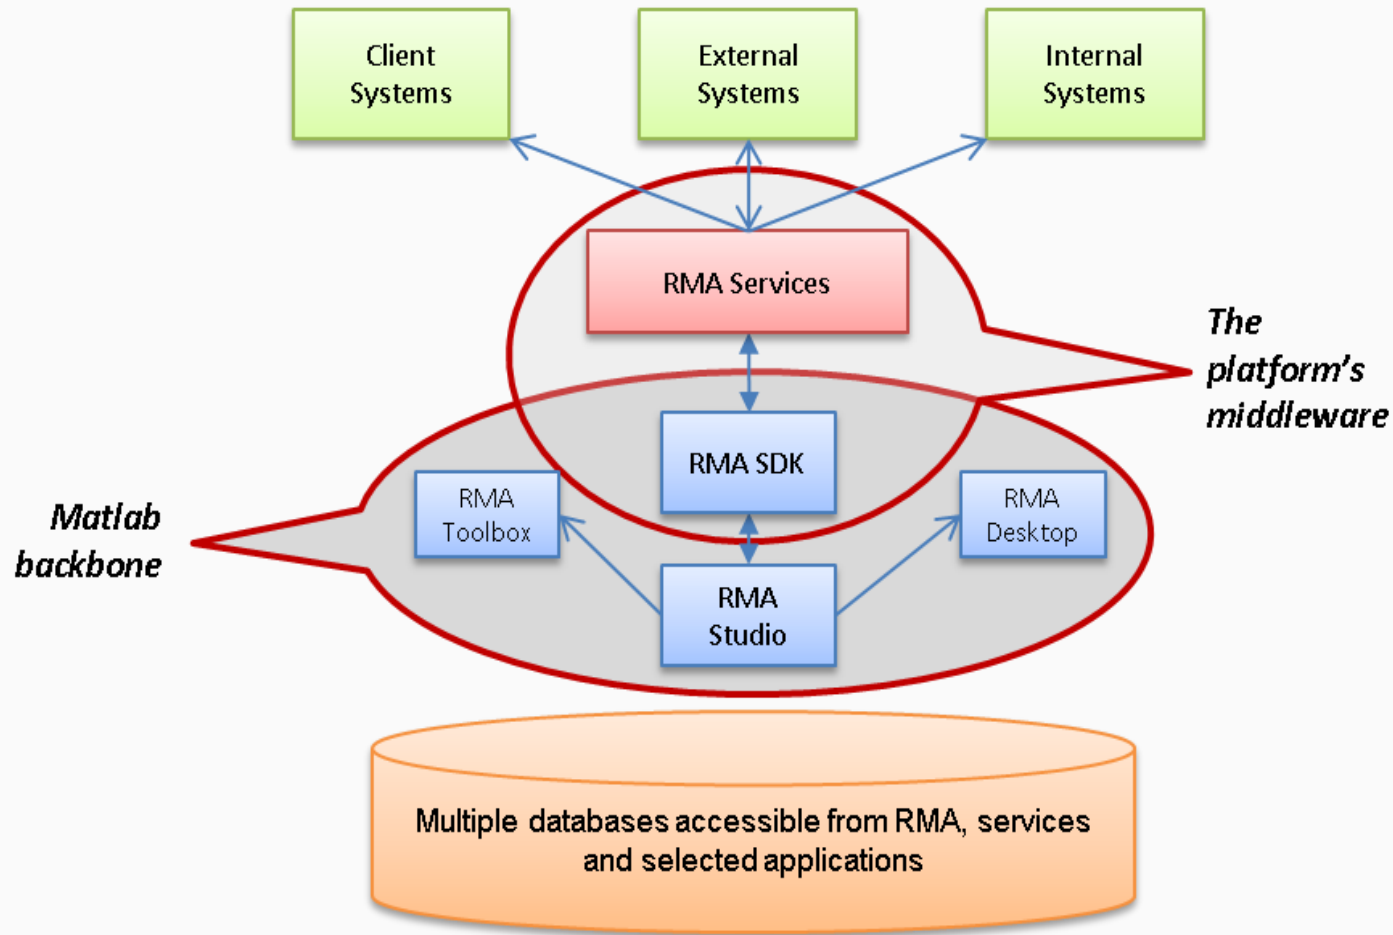 Client
Systems
External
Systems
Internal
Systems
RMA Services
The
platform's
middleware
RMA SDK
RMA
Toolbox
RMA
Desktop
Matlab
backbone
RMA
Studio
Multiple databases accessible from RMA, services
and selected applications